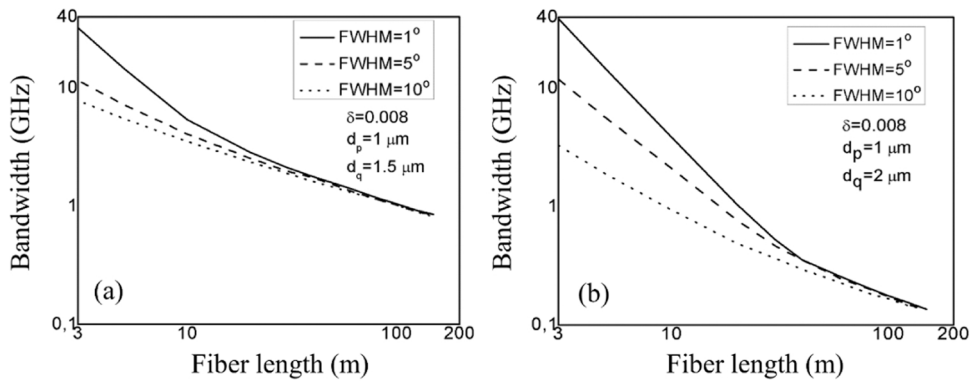 40
10
1
0,1
Bandwidth (GHz)
FWHM=1°
FWHM=5°
FWHM=10°
δ=0.008
dp=1 μm
dq=1.5 μm
(a)
3
10
100
200
Fiber length (m)
40
10
1
0,1
Bandwidth (GHz)
FWHM=1°
FWHM=5°
FWHM=10°
δ=0.008
dp=1 μm
dq=2 μm
(b)
3
10
100
200
Fiber length (m)